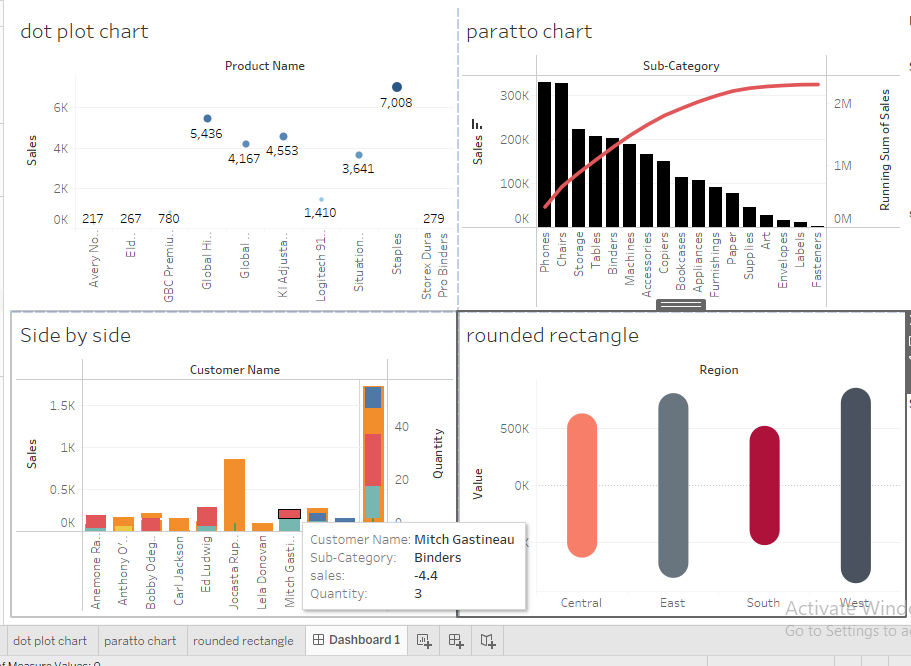 dot plot chart
Product Name
Sales
6K
4K
2K
0K
217
267
780
5,436
4,167
4,553
1,410
3,641
7,008
279
Avery No..
Eld..
GBC Premiu..
Global Hi..
Global ..
KI Adjusta..
Logitech 91..
Situation..
Staples
Storex Dura
Pro Binders
paratto chart
Sub-Category
Sales
300K
200K
100K
0K
2M
1M
0M
Running Sum of Sales
Phones
Chairs
Storage
Tables
Binders
Machines
Accessories
Copiers
Bookcases
Appliances
Furnishings
Paper
Supplies
Art
Envelopes
Labels
Fasteners
Side by side
Customer Name
Sales
1.5K
1K
0.5K
0K
40
20
0
Quantity
Anemone Ra..
Anthony O'..
Bobby Odeg..
Carl Jackson
Ed Ludwig
Jocasta Rup..
Lela Donovan
Mitch Gasti..
Customer Name: Mitch Gastineau
Sub-Category: Binders
sales: -4.4
Quantity: 3
rounded rectangle
Region
Value
500K
0K
Central
East
South
West
Activate Windo
Go to Settings to a
dot plot chart
paratto chart
rounded rectangle
Dashboard 1
of Measure Values: 0